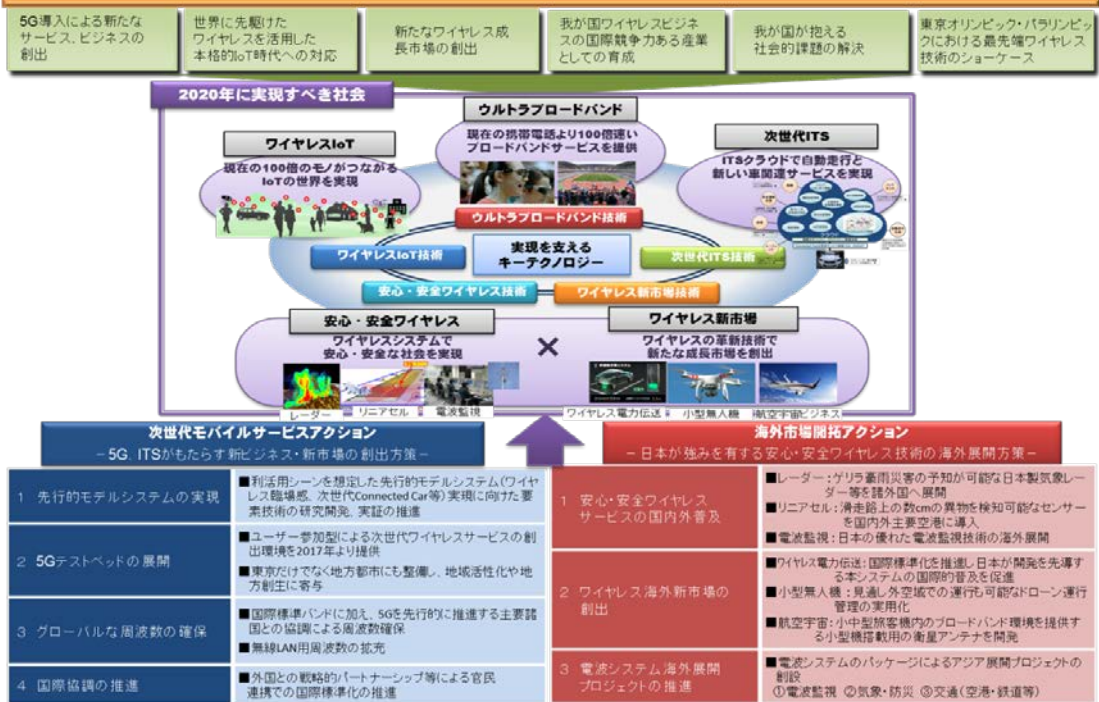 5G導入による新たな
サービス、ビジネスの
創出
世界に先駆けた
ワイヤレスを活用した
本格的IoT時代への対応
新たなワイヤレス成
長市場の創出
我が国ワイヤレスビジネ
スの国際競争力ある産業
としての育成
我が国が抱える
社会的課題の解決
東京オリンピック・パラリンピッ
クにおける最先端ワイヤレス
技術のショーケース
2020年に実現すべき社会
ウルトラブロードバンド
現在の携帯電話より100倍速い
ブロードバンドサービスを提供
ワイヤレスIoT
現在の100倍のモノがつながる
IoTの世界を実現
次世代ITS
ITSクラウドで自動走行と
新しい車関連サービスを実現
ウルトラブロードバンド技術
ワイヤレスIoT技術
実現を支える
キーテクノロジー
次世代ITS技術
安心・安全ワイヤレス技術
ワイヤレス新市場技術
安心・安全ワイヤレス
ワイヤレスシステムで
安心・安全な社会を実現
×
ワイヤレス新市場
ワイヤレスの革新技術で
新たな成長市場を創出
レーダー
リニアセル
電波監視
ワイヤレス電力伝送
小型無人機
航空宇宙ビジネス
次世代モバイルサービスアクション
－5G、ITSがもたらす新ビジネス・新市場の創出方策－
1 先行的モデルシステムの実現
■利活用シーンを想定した先行的モデルシステム(ワイヤ
レス臨場感、次世代Connected Car等)実現に向けた要
素技術の研究開発、実証の推進
2 5Gテストベッドの展開
■ユーザー参加型による次世代ワイヤレスサービスの創
出環境を2017年より提供
■東京だけでなく地方都市にも整備し、地域活性化や地
方創生に寄与
3 グローバルな周波数の確保
■国際標準バンドに加え、5Gを先行的に推進する主要諸
国との協調による周波数確保
■無線LAN用周波数の拡充
4 国際協調の推進
■外国との戦略的パートナーシップ等による官民
連携での国際標準化の推進
海外市場開拓アクション
－日本が強みを有する安心・安全ワイヤレス技術の海外展開方策－
1 安心・安全ワイヤレス
サービスの国内外普及
■レーダー：ゲリラ豪雨災害の予知が可能な日本製気象レー
ダー等を諸外国へ展開
■リニアセル：滑走路上の数cmの異物を検知可能なセンサー
を国内外主要空港に導入
■電波監視：日本の優れた電波監視技術の海外展開
2 ワイヤレス海外新市場の
創出
■ワイヤレス電力伝送：国際標準化を推進し日本が開発を先導す
る本システムの国際的普及を促進
■小型無人機：見通し外空域での運行も可能なドローン運行
管理の実用化
■航空宇宙：小中型旅客機内のブロードバンド環境を提供す
る小型機搭載用の衛星アンテナを開発
3 電波システム海外展開
プロジェクトの推進
■電波システムのパッケージによるアジア展開プロジェクトの
創設
①電波監視 ②気象・防災 ③交通(空港・鉄道等)